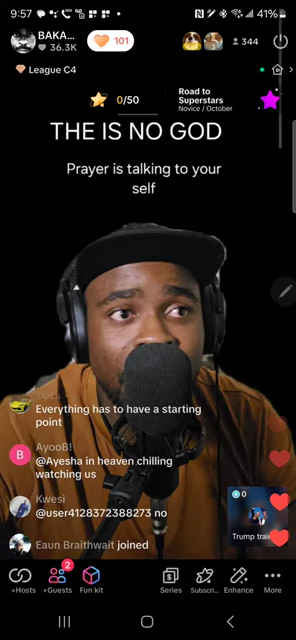 9:57
41%
BAKA...
36.3K
101
344
League C4
0/50
Road to
Superstars
Novice / October
THE IS NO GOD
Prayer is talking to your
self
Everything has to have a starting
point
B
AyooB!
@Ayesha in heaven chilling
watching us
Kwesi
@user4128372388273 no
Eaun Braithwait joined
0
Trump trai
2
+Hosts
+Guests
Fun kit
Series
Subscri...
Enhance
More